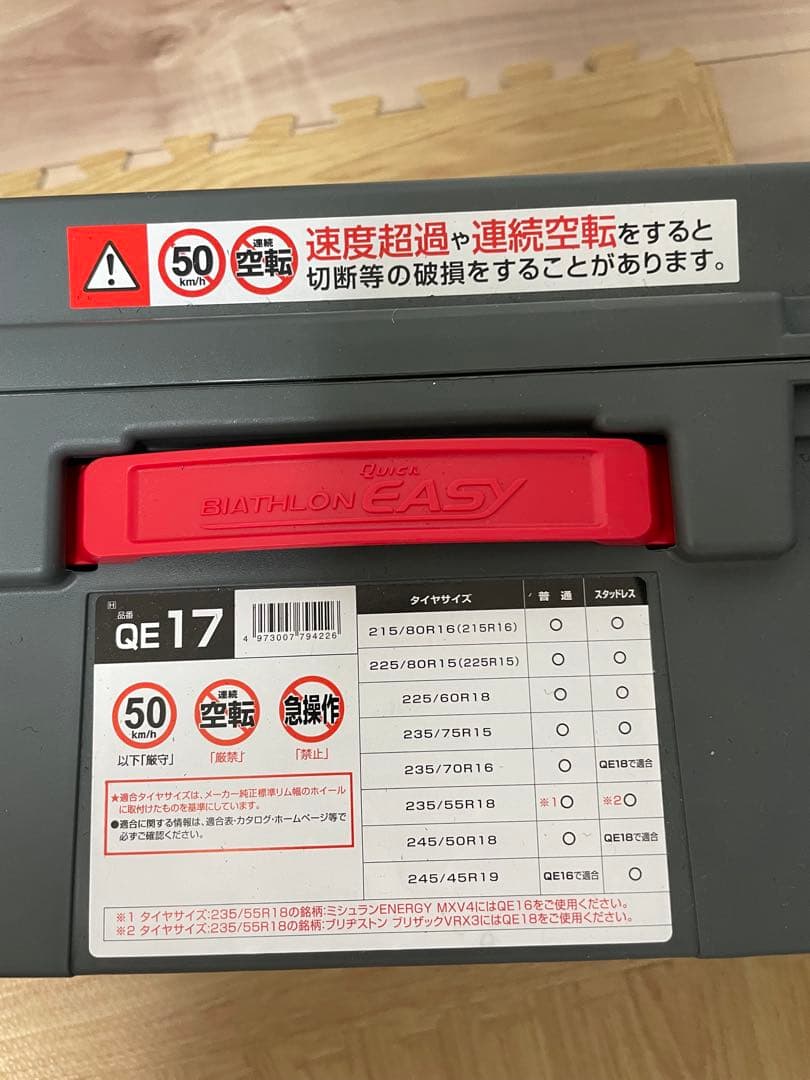 50
km/h
連続
空転
速度超過や連続空転をすると
切断等の破損をすることがあります。
QUICK
BIATHLON EASY
H
品番
QE17
4 973007 794226
50
km/h
以下「厳守」
連続
空転
「厳禁」
急操作
「禁止」
★適合タイヤサイズは、メーカー純正標準リム幅のホイール
に取付けたものを基準にしています。
●適合に関する情報は、適合表・カタログ・ホームページ等で
必ずご確認ください。
タイヤサイズ 普通 スタッドレス
215/80R16(215R16) ○ ○
225/80R15(225R15) ○ ○
225/60R18 ○ ○
235/75R15 ○ ○
235/70R16 ○ QE18で適合
235/55R18 ※1○ ※2○
245/50R18 ○ QE18で適合
245/45R19 QE16で適合 ○
※1 タイヤサイズ:235/55R18の銘柄:ミシュランENERGY MXV4にはQE16をご使用ください。
※2 タイヤサイズ:235/55R18の銘柄:ブリヂストン ブリザックVRX3にはQE18をご使用ください。